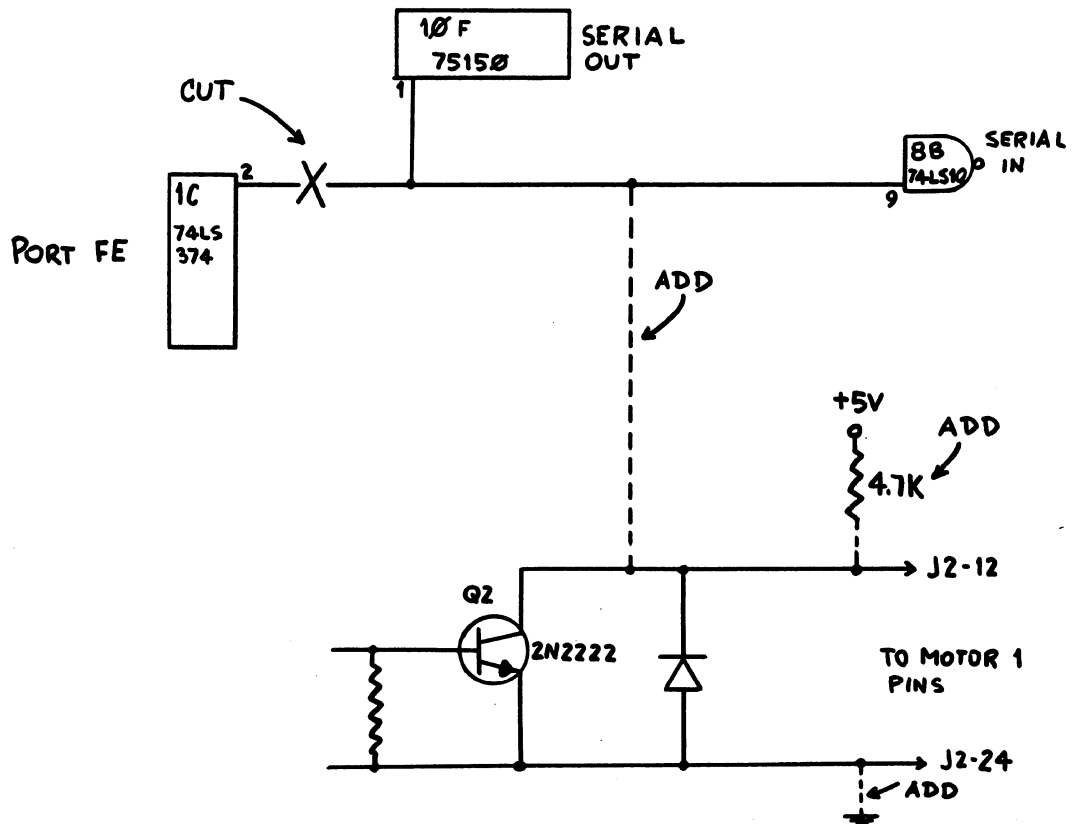 1Ø F
7515Ø
SERIAL
OUT
1
CUT
2
1C
74LS
374
PORT FE
8B
74LS10
9
SERIAL
IN
ADD
+5V
4.7K
ADD
J2-12
Q2
2N2222
TO MOTOR 1
PINS
J2-24
ADD